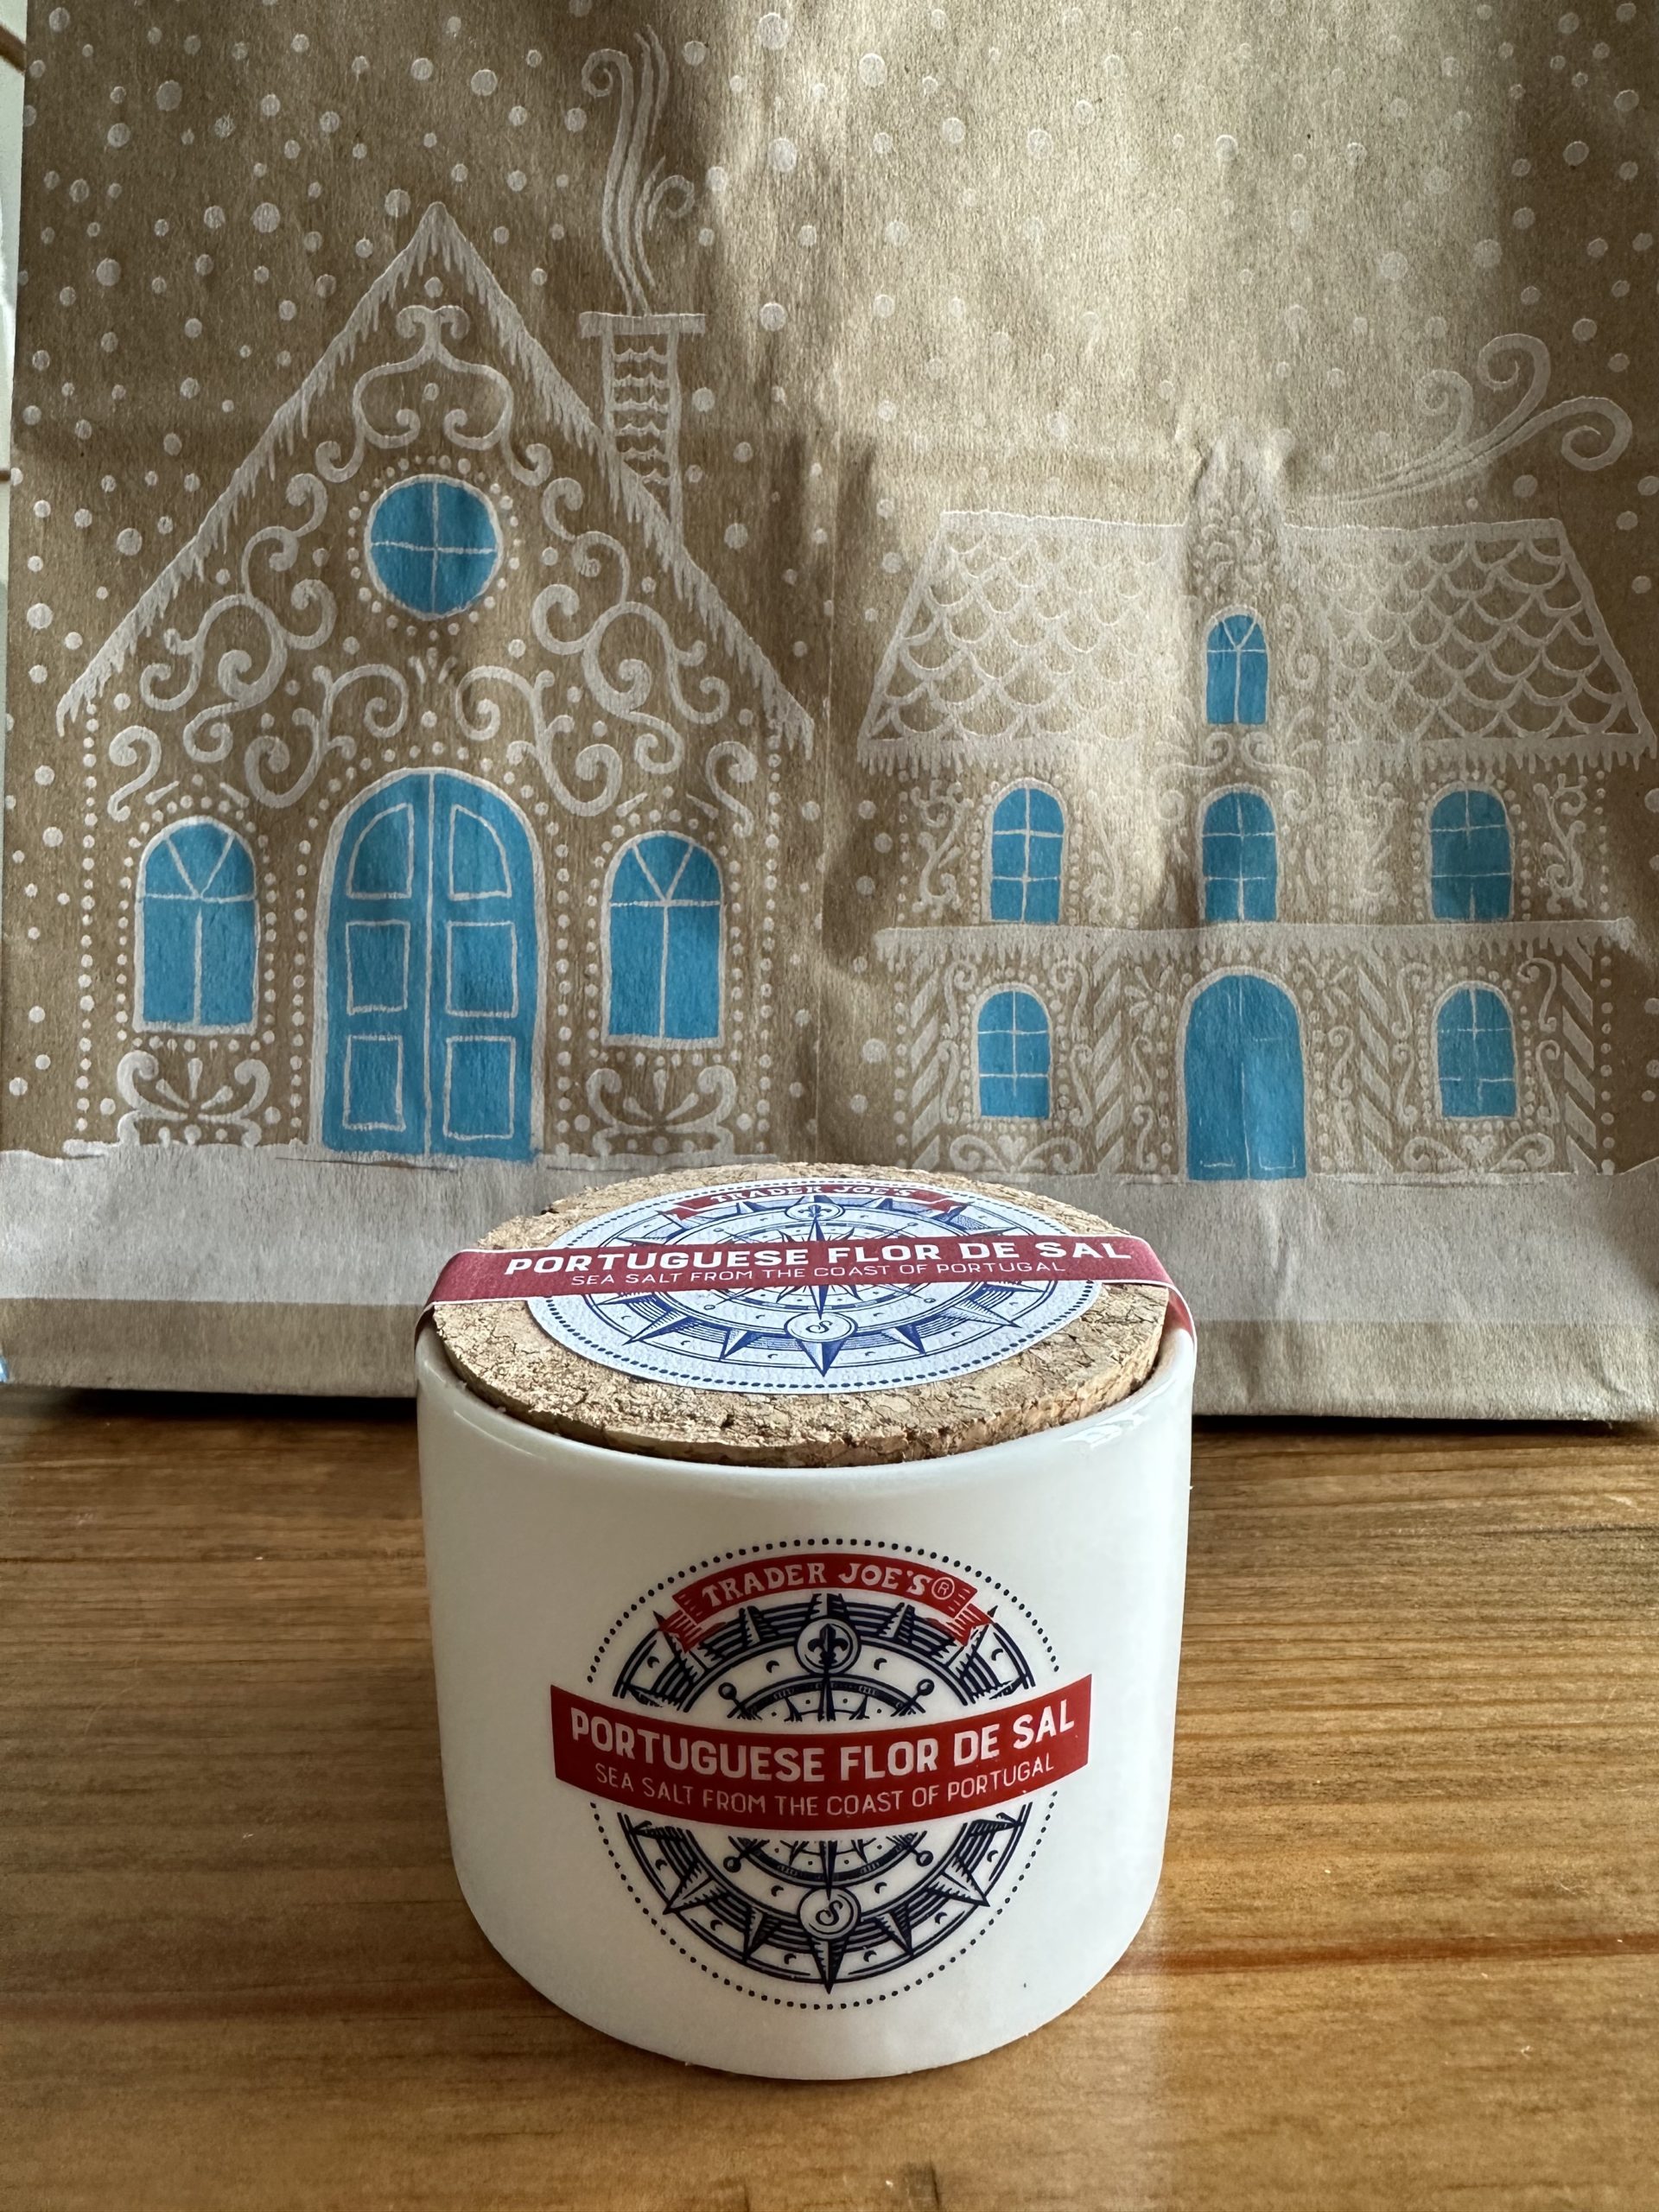 TRADER JOE'S
PORTUGUESE FLOR DE SAL
SEA SALT FROM THE COAST OF PORTUGAL
S
TRADER JOE'S®
PORTUGUESE FLOR DE SAL
SEA SALT FROM THE COAST OF PORTUGAL
S